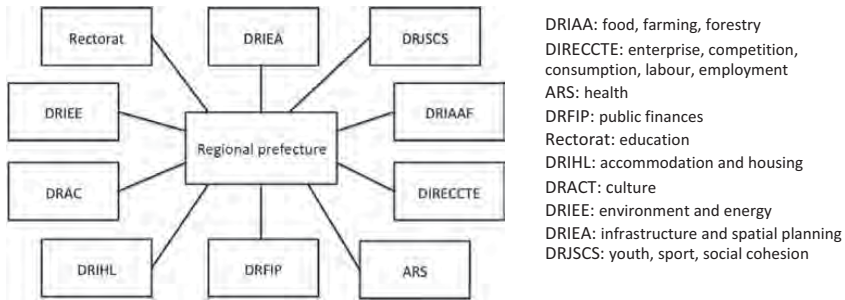 Rectorat
DRIEA
DRJSCS
DRIEE
DRIAAF
Regional prefecture
DRAC
DIRECCTE
DRIHL
DRFIP
ARS
DRIAA: food, farming, forestry
DIRECCTE: enterprise, competition,
consumption, labour, employment
ARS: health
DRFIP: public finances
Rectorat: education
DRIHL: accommodation and housing
DRACT: culture
DRIEE: environment and energy
DRIEA: infrastructure and spatial planning
DRJSCS: youth, sport, social cohesion